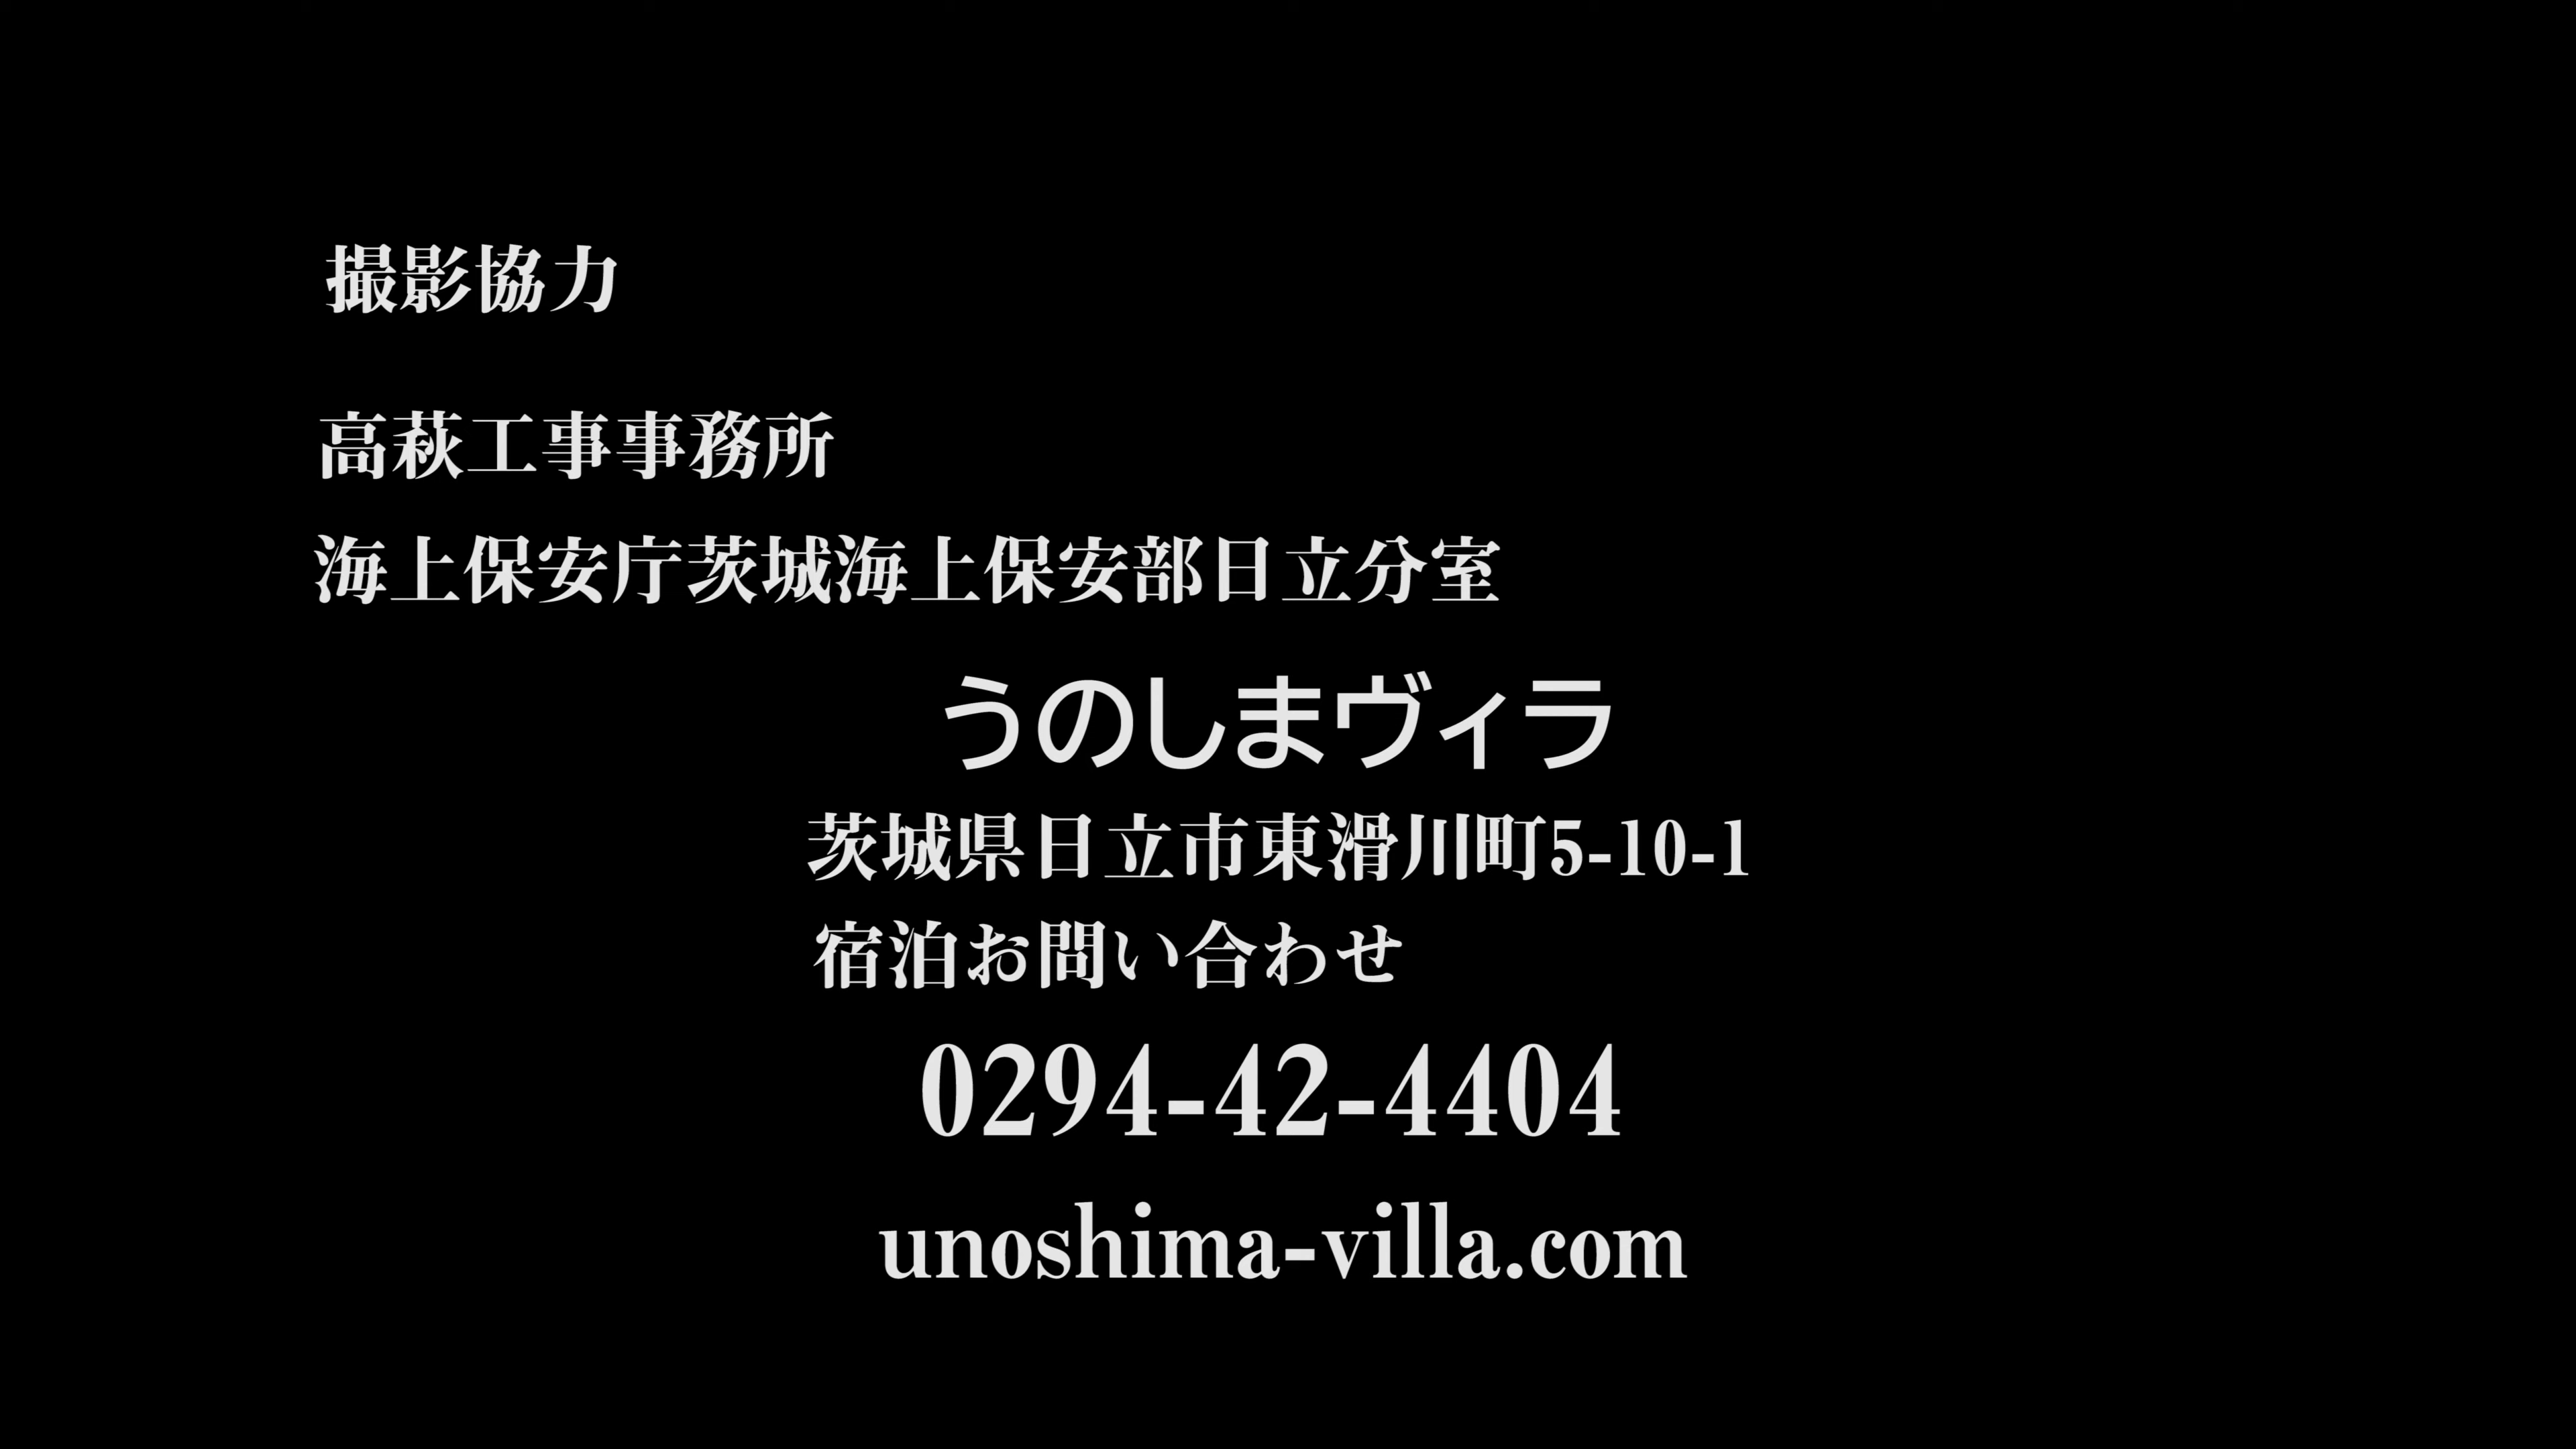 撮影協力
高萩工事事務所
海上保安庁茨城海上保安部日立分室
うのしまヴィラ
茨城県日立市東滑川町5-10-1
宿泊お問い合わせ
0294-42-4404
unoshima-villa.com